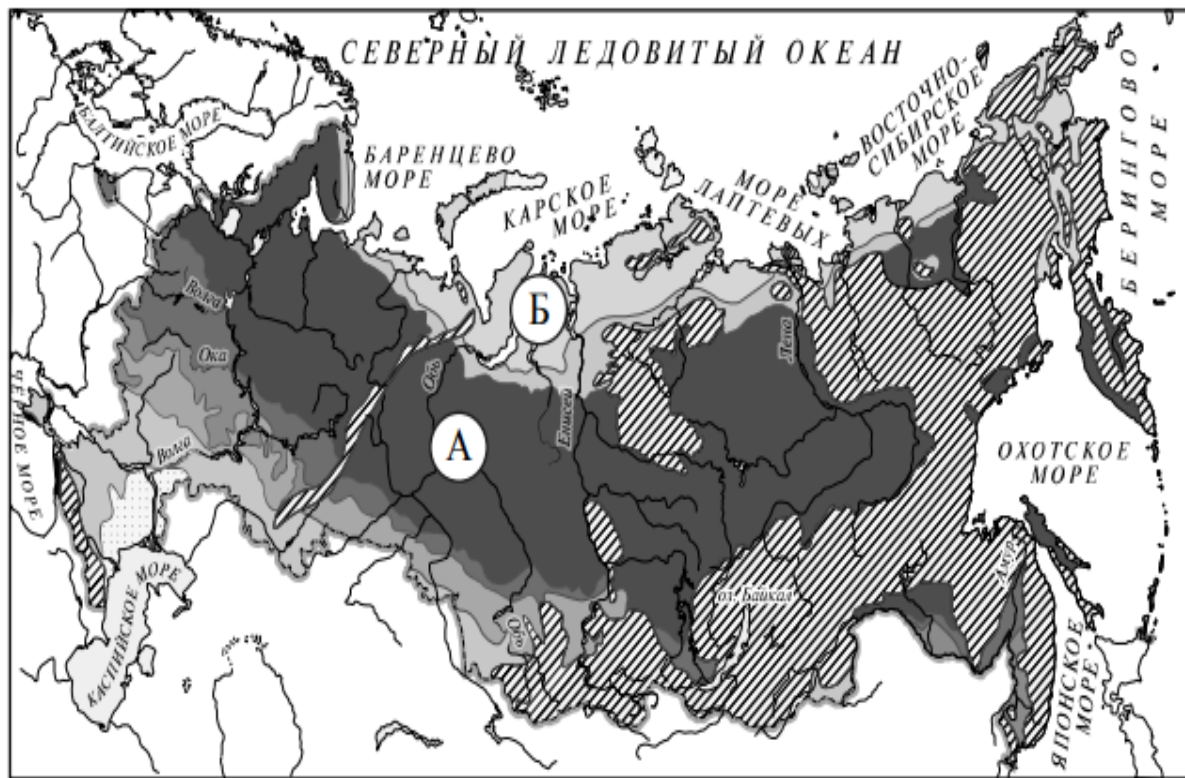 СЕВЕРНЫЙ ЛЕДОВИТЫЙ ОКЕАН
БАЛТИЙСКОЕ МОРЕ
БАРЕНЦЕВО
МОРЕ
КАРСКОЕ
МОРЕ
МОРЕ
ЛАПТЕВЫХ
ВОСТОЧНО-
СИБИРСКОЕ
МОРЕ
БЕРИНГОВО
МОРЕ
Б
Волга
Ока
Обь
Енисей
Лена
А
ЧЕРНОЕ МОРЕ
Волга
ОХОТСКОЕ
МОРЕ
КАСПИЙСКОЕ МОРЕ
Обь
оз. Байкал
Амур
ЯПОНСКОЕ
МОРЕ